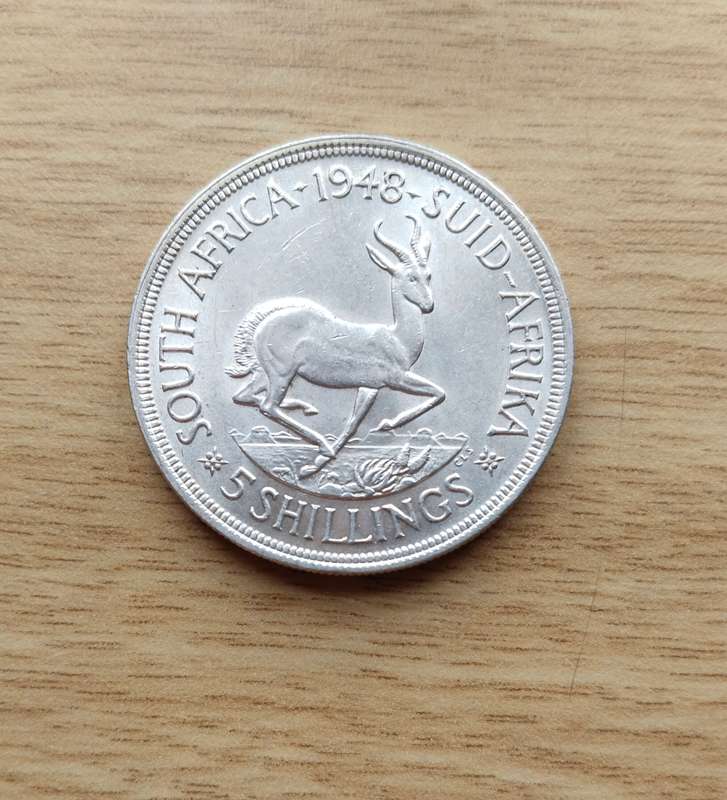 SOUTH AFRICA · 1948 · SUID-AFRIKA
5 SHILLINGS